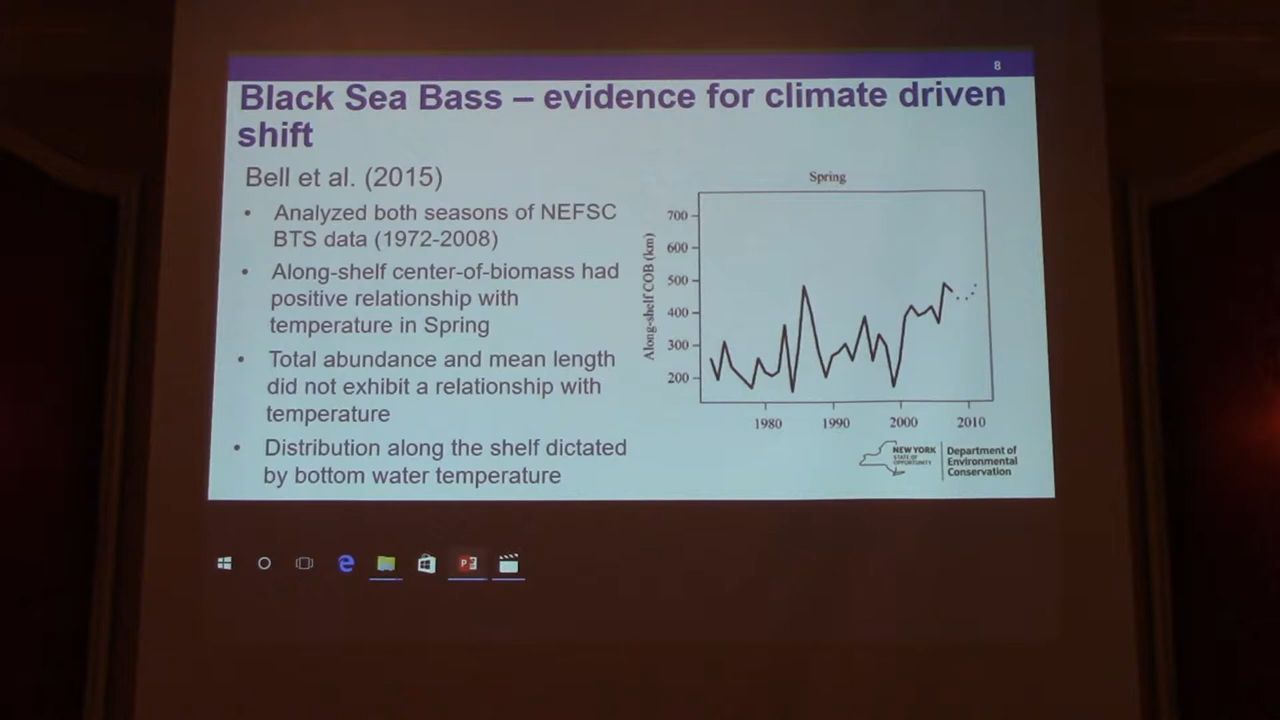 8
Black Sea Bass – evidence for climate driven
shift
Bell et al. (2015)
• Analyzed both seasons of NEFSC
BTS data (1972-2008)
• Along-shelf center-of-biomass had
positive relationship with
temperature in Spring
• Total abundance and mean length
did not exhibit a relationship with
temperature
• Distribution along the shelf dictated
by bottom water temperature
Spring
Along-shelf COB (km)
700
600
500
400
300
200
1980 1990 2000 2010
NEW YORK
STATE OF
OPPORTUNITY
Department of
Environmental
Conservation